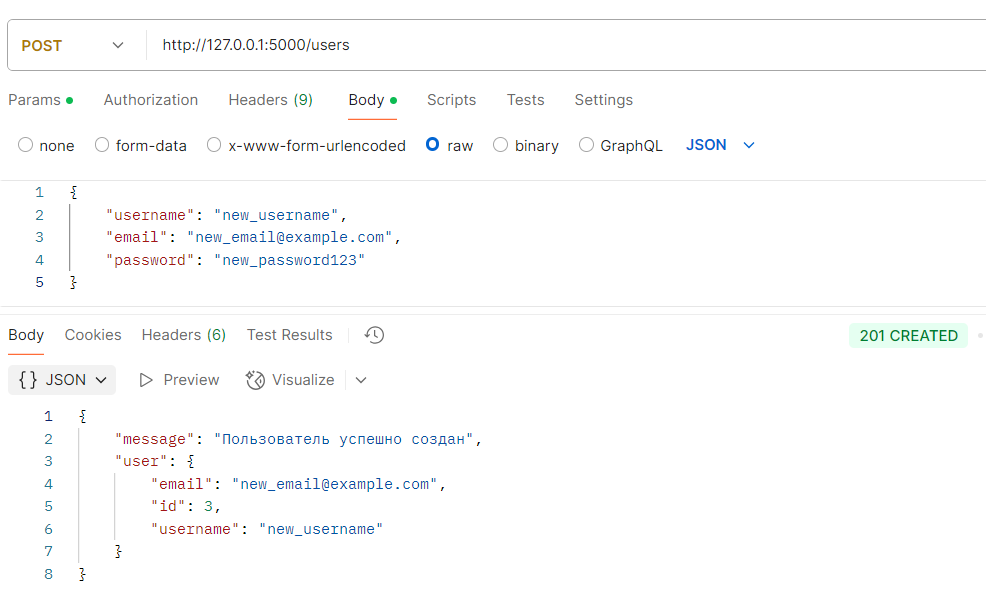 POST http://127.0.0.1:5000/users
Params Authorization Headers (9) Body Scripts Tests Settings
none form-data x-www-form-urlencoded raw binary GraphQL JSON
1 {
2 "username": "new_username",
3 "email": "new_email@example.com",
4 "password": "new_password123"
5 }
Body Cookies Headers (6) Test Results 201 CREATED
{} JSON Preview Visualize
1 {
2 "message": "Пользователь успешно создан",
3 "user": {
4 "email": "new_email@example.com",
5 "id": 3,
6 "username": "new_username"
7 }
8 }